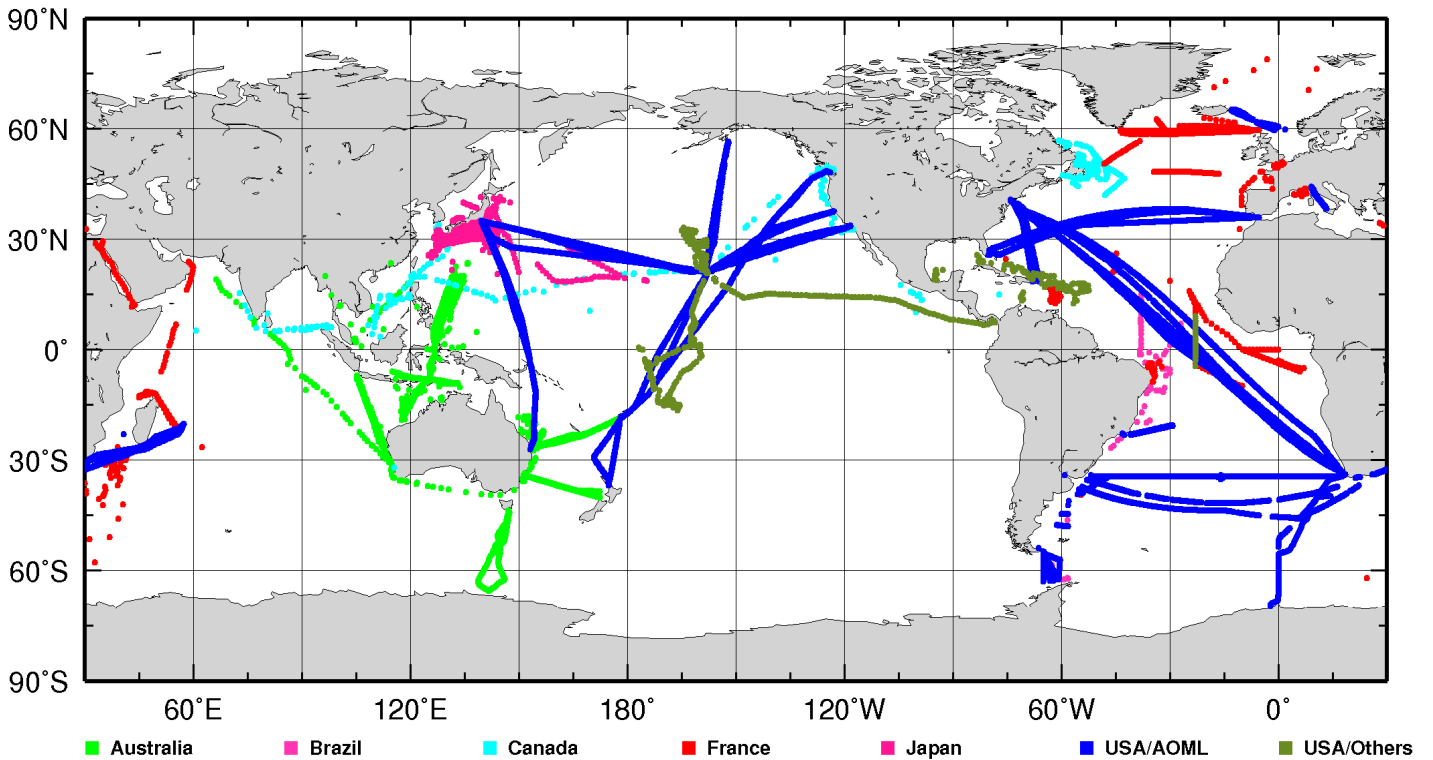 90˚N
60˚N
30˚N
0˚
30˚S
60˚S
90˚S
60˚E 120˚E 180˚ 120˚W 60˚W 0˚
Australia Brazil Canada France Japan USA/AOML USA/Others